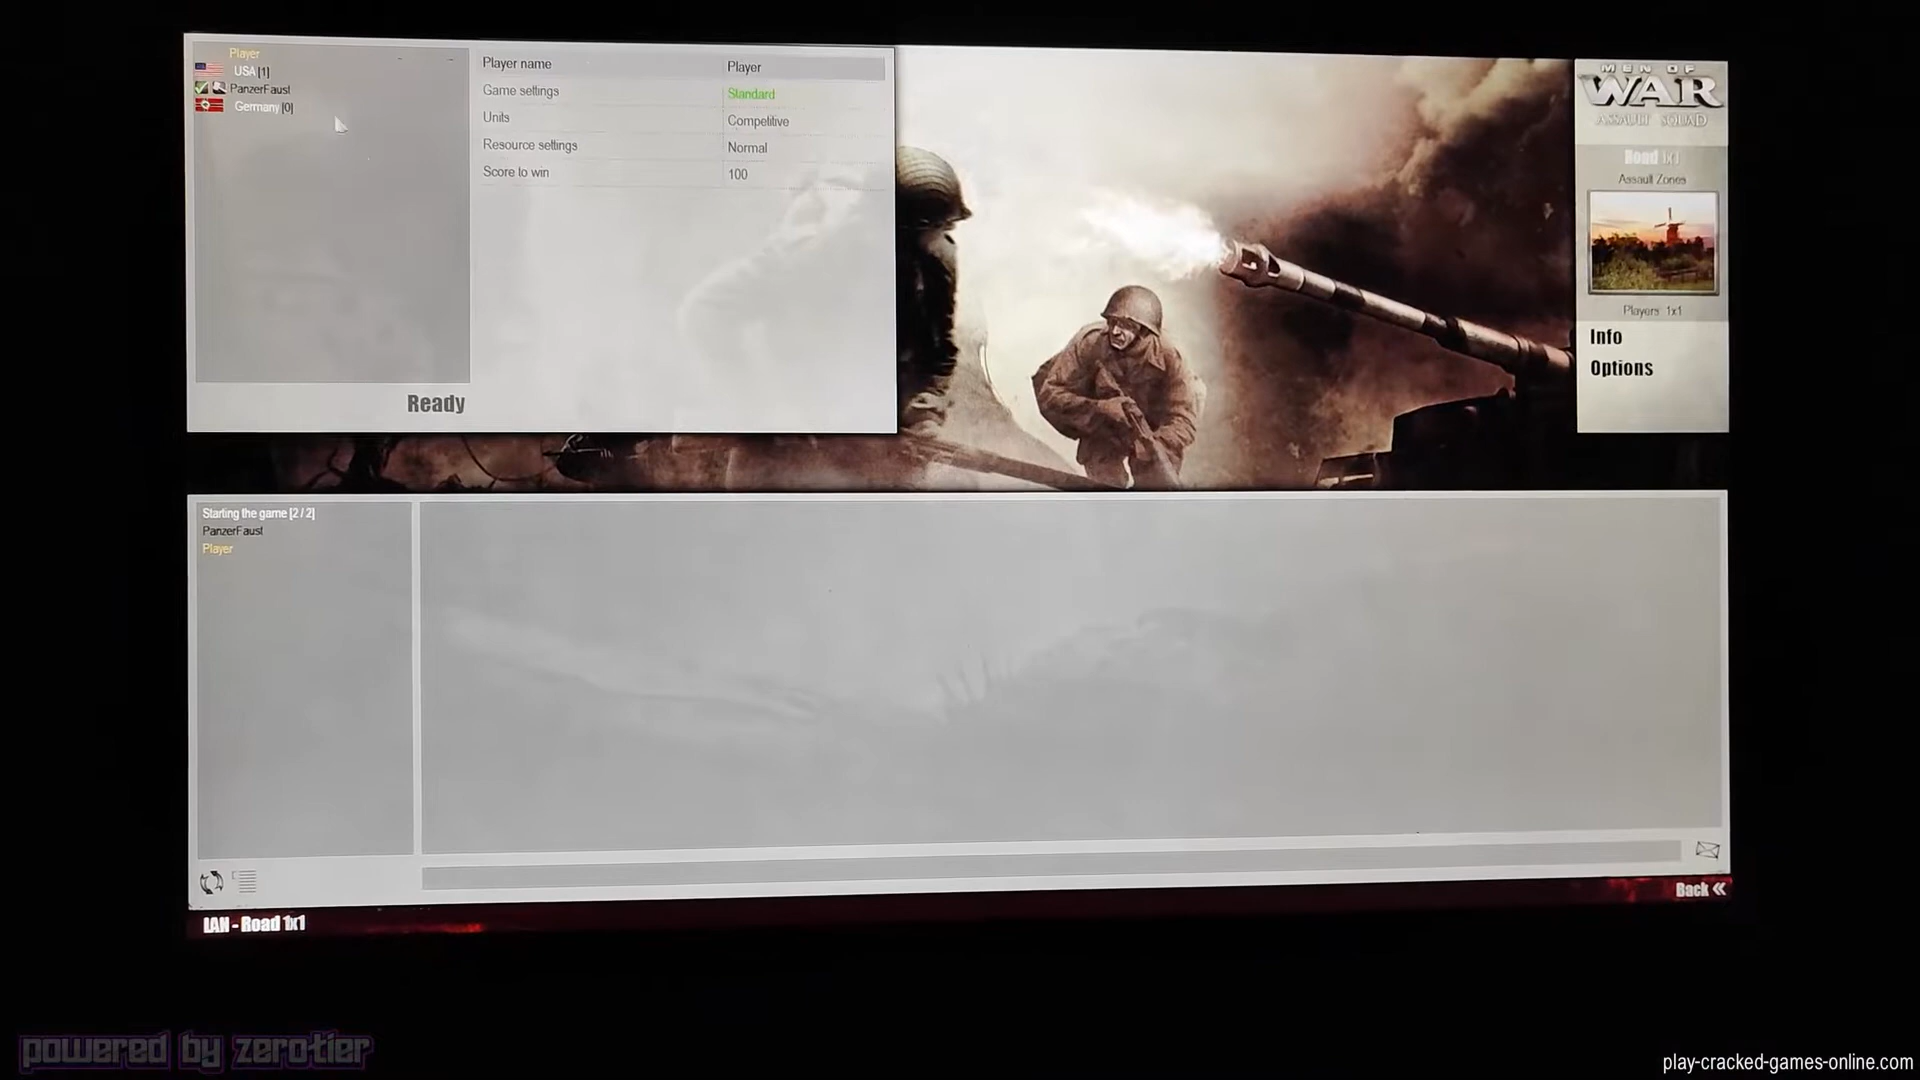 Player
USA [1]
PanzerFaust
Germany [0]
Player name Player
Game settings Standard
Units Competitive
Resource settings Normal
Score to win 100
Ready
MEN OF
WAR
ASSAULT SQUAD
Road 1x1
Assault Zones
Players 1x1
Info
Options
Starting the game [2 / 2]
PanzerFaust
Player
Back «
LAN - Road 1x1
powered by zerotier
play-cracked-games-online.com